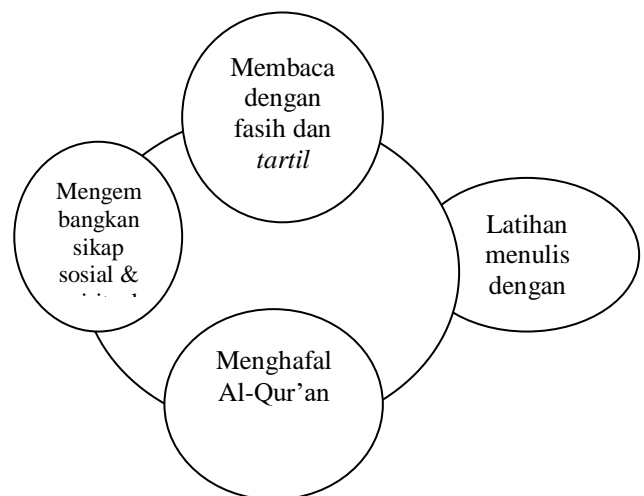 Membaca
dengan
fasih dan
tartil
Mengem
bangkan
sikap
sosial &
Latihan
menulis
dengan
Menghafal
Al-Qur’an